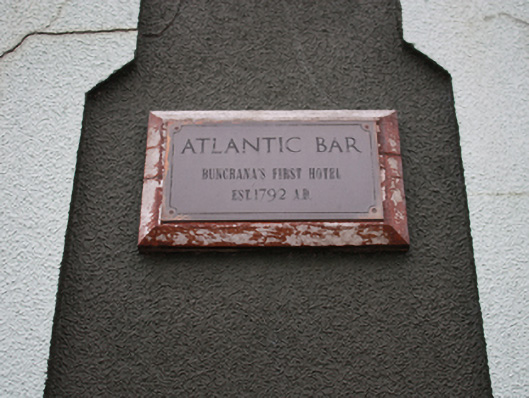 ATLANTIC BAR
BUNCRANA'S FIRST HOTEL
EST. 1792 A.D.